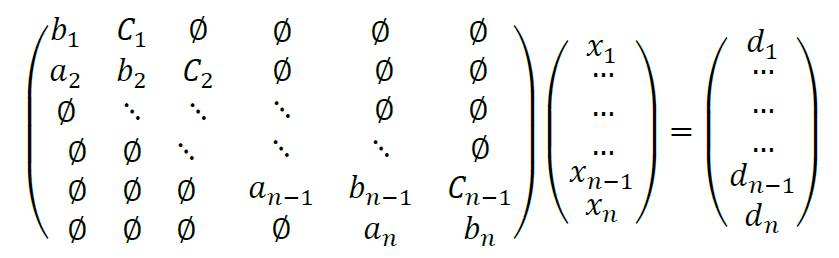 b₁ C₁ ∅ ∅ ∅ ∅ x₁ d₁
a₂ b₂ C₂ ∅ ∅ ∅ ... ...
∅ ⋱ ⋱ ⋱ ∅ ∅ ... = ...
∅ ∅ ⋱ ⋱ ⋱ ∅ ... ...
∅ ∅ ∅ aₙ₋₁ bₙ₋₁ Cₙ₋₁ xₙ₋₁ dₙ₋₁
∅ ∅ ∅ ∅ aₙ bₙ xₙ dₙ